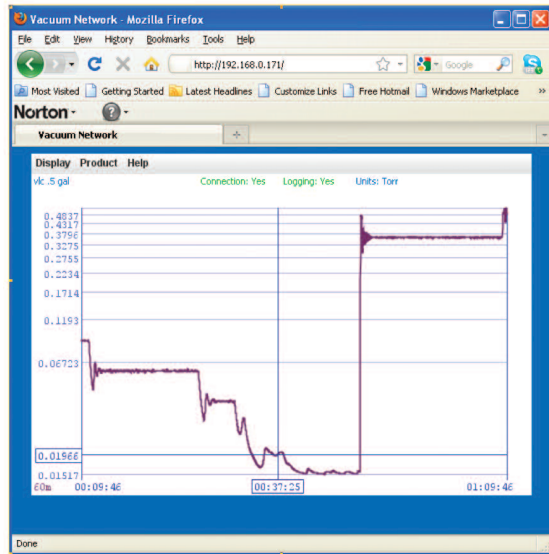 Vacuum Network - Mozilla Firefox
File Edit View History Bookmarks Tools Help
http://192.168.0.171/ Google
Most Visited Getting Started Latest Headlines Customize Links Free Hotmail Windows Marketplace »
Norton
Vacuum Network
Display Product Help
vlc .5 gal Connection: Yes Logging: Yes Units: Torr
0.4837
0.4317
0.3796
0.3275
0.2755
0.2234
0.1714
0.1193
0.06723
0.01966
0.01517
60m 00:09:46 00:37:25 01:09:46
Done